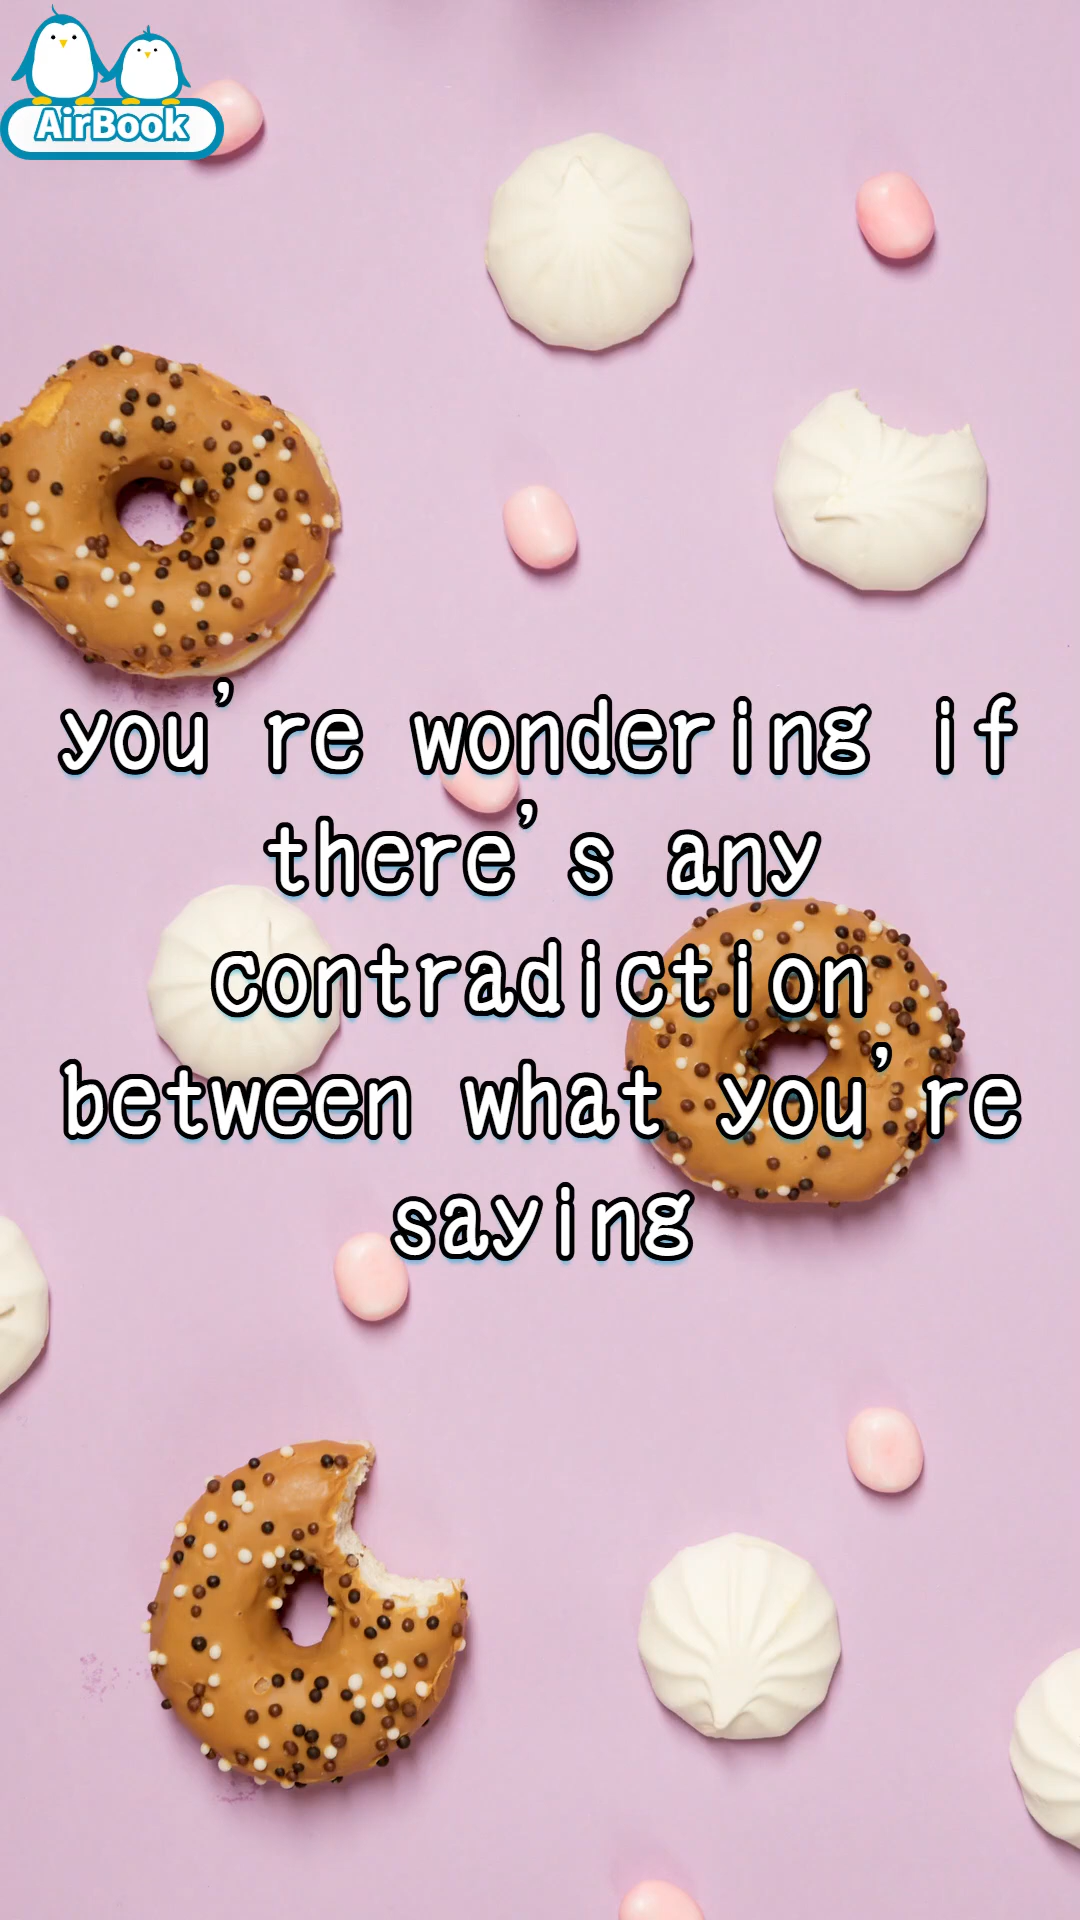 AirBook
you're wondering if
there's any
contradiction
between what you're
saying